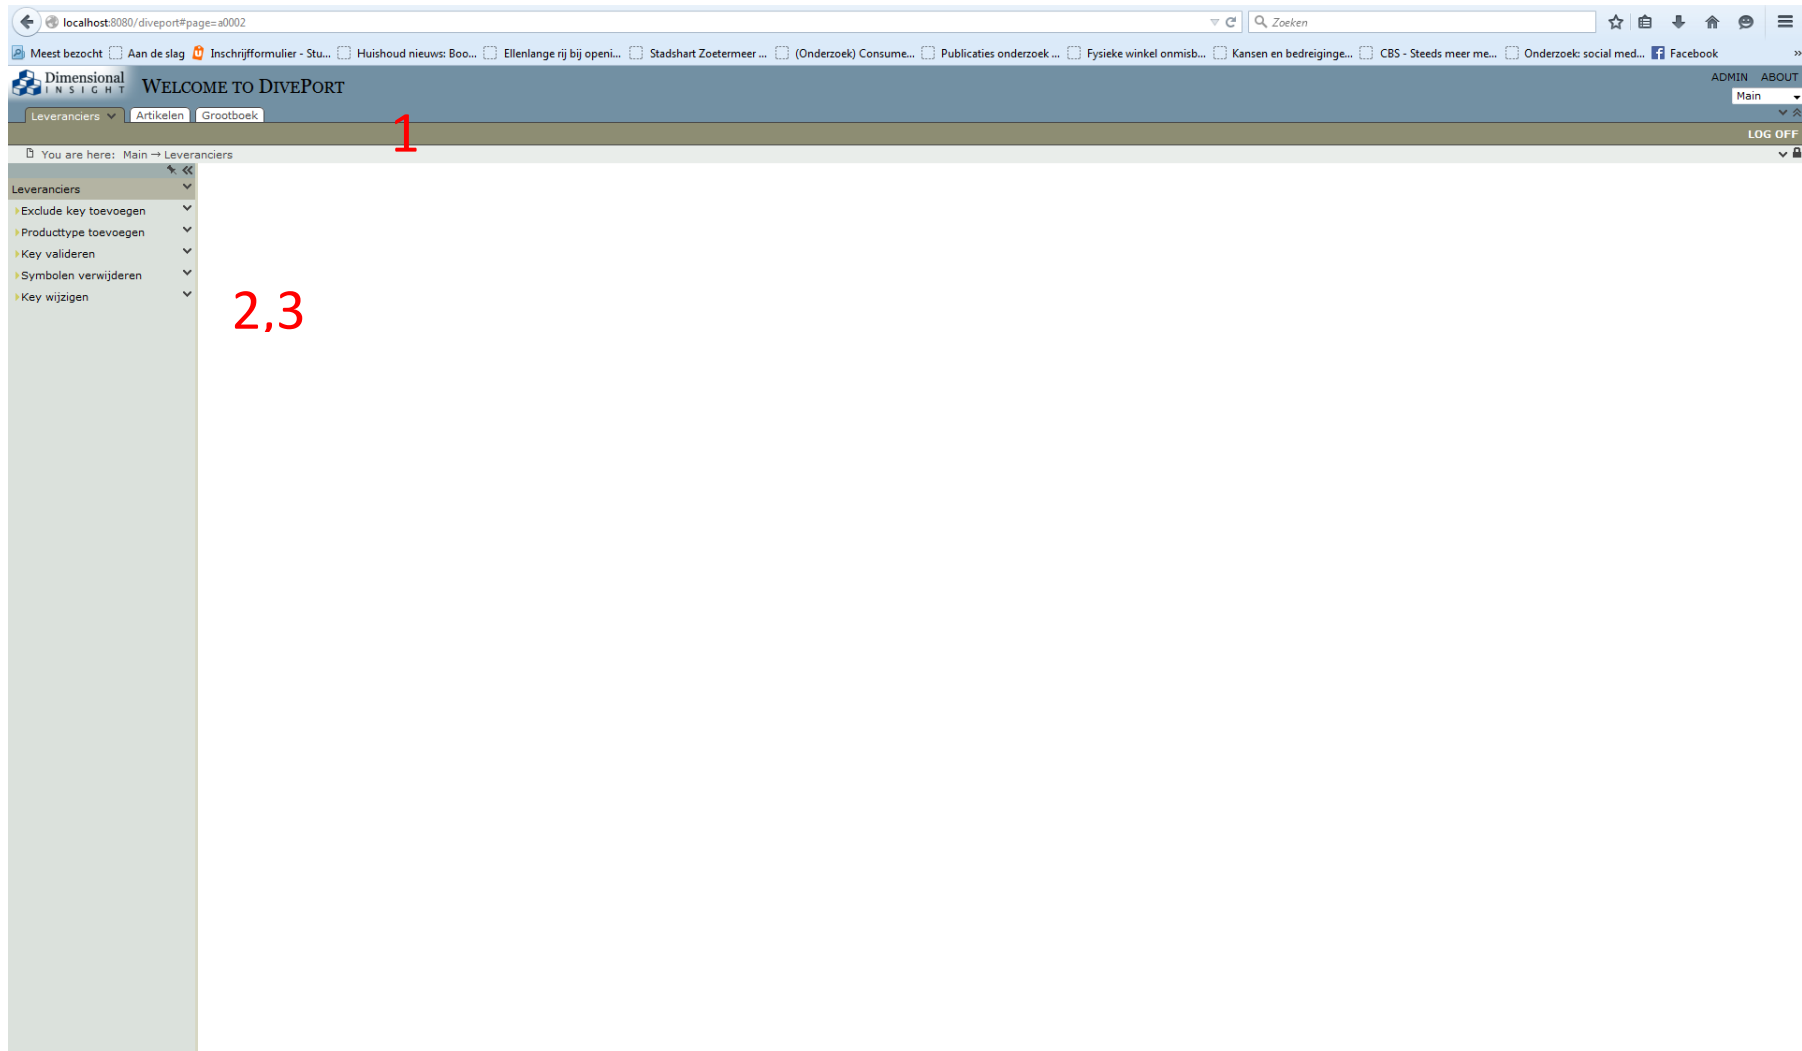 localhost:8080/diveport#page=a0002
Zoeken
Meest bezocht Aan de slag Inschrijfformulier - Stu... Huishoud nieuws: Boo... Ellenlange rij bij openi... Stadshart Zoetermeer ... (Onderzoek) Consume... Publicaties onderzoek ... Fysieke winkel onmisb... Kansen en bedreiginge... CBS - Steeds meer me... Onderzoek: social med... Facebook »
Dimensional
INSIGHT
WELCOME TO DIVEPORT
ADMIN ABOUT
Main
Leveranciers Artikelen Grootboek
1
LOG OFF
You are here: Main → Leveranciers
Leveranciers
Exclude key toevoegen
Producttype toevoegen
Key valideren
Symbolen verwijderen
Key wijzigen
2,3